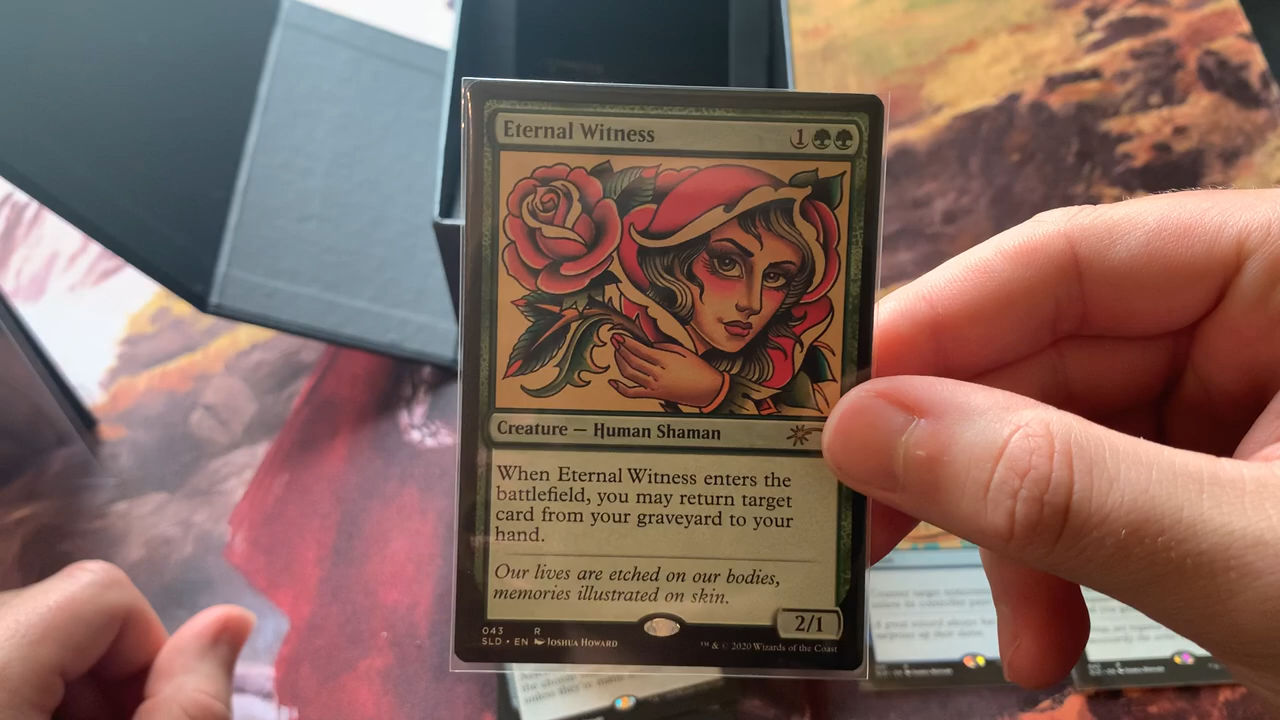 Eternal Witness 1
Creature — Human Shaman
When Eternal Witness enters the
battlefield, you may return target
card from your graveyard to your
hand.
Our lives are etched on our bodies,
memories illustrated on skin.
2/1
043 R
SLD • EN Joshua Howard
™ & © 2020 Wizards of the Coast